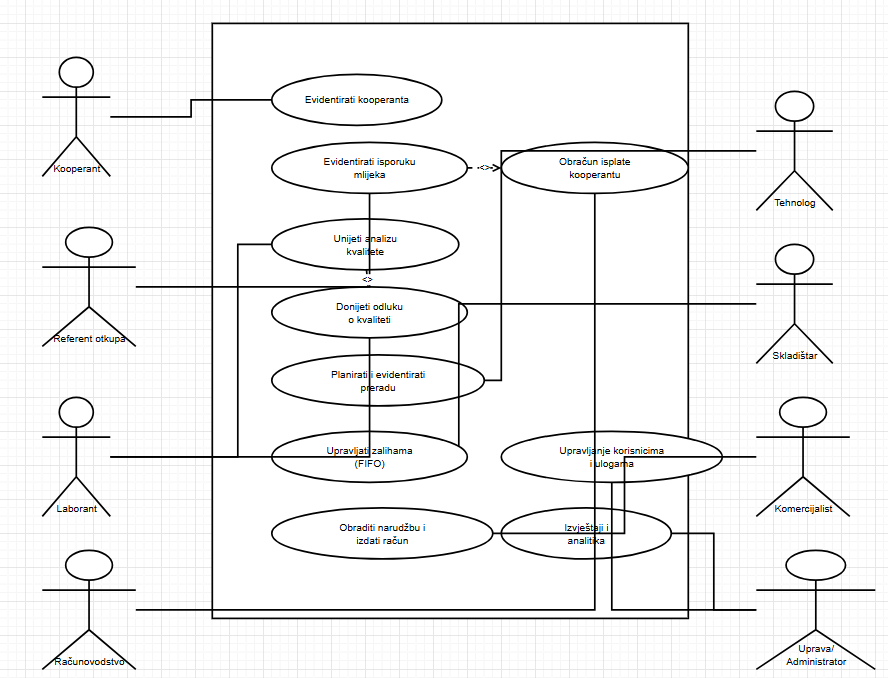 Kooperant
Referent otkupa
Laborant
Računovodstvo
Evidentirati kooperanta
Evidentirati isporuku
mlijeka
<>
Obračun isplate
kooperantu
Unijeti analizu
kvalitete
<>
Donijeti odluku
o kvaliteti
Planirati i evidentirati
preradu
Upravljati zalihama
(FIFO)
Upravljanje korisnicima
i ulogama
Obraditi narudžbu i
izdati račun
Izvještaji i
analitika
Tehnolog
Skladištar
Komercijalist
Uprava/
Administrator